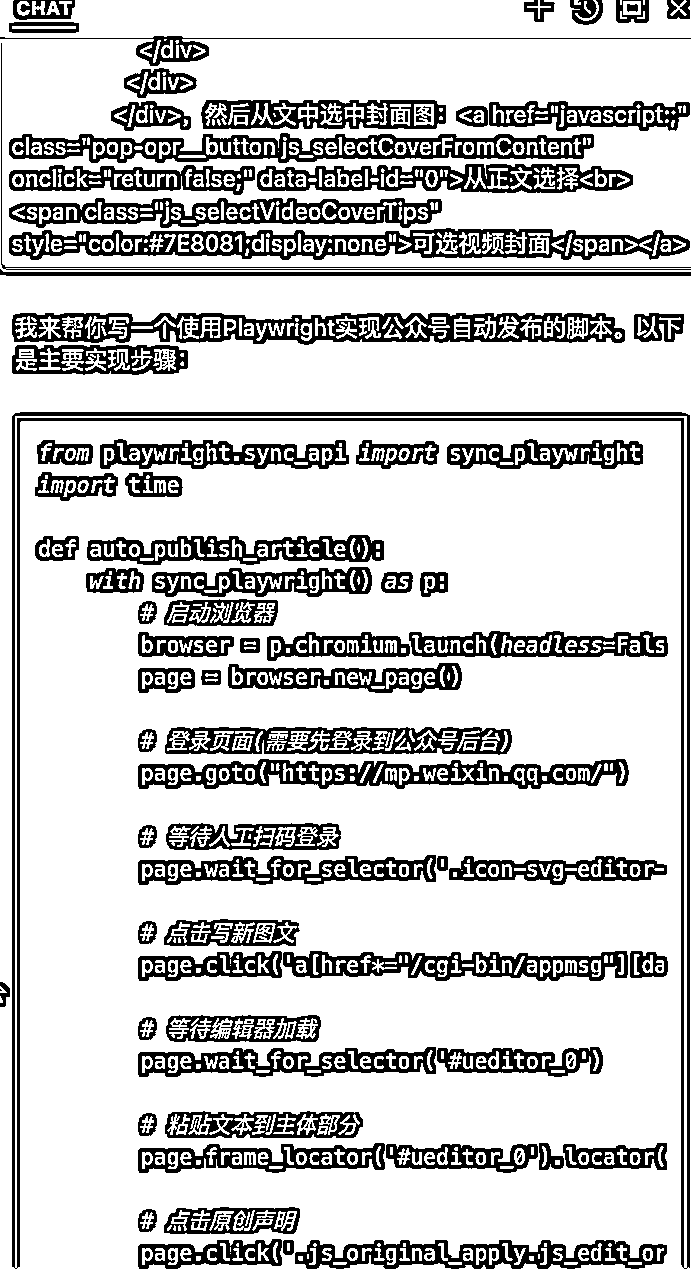 CHAT
</div>
</div>
</div>，然后从文中选中封面图：<a href="javascript:;"
class="pop-opr__button js_selectCoverFromContent"
onclick="return false;" data-label-id="0">从正文选择<br>
<span class="js_selectVideoCoverTips"
style="color:#7E8081;display:none">可选视频封面</span></a>
我来帮你写一个使用Playwright实现公众号自动发布的脚本。以下
是主要实现步骤：
from playwright.sync_api import sync_playwright
import time
def auto_publish_article():
with sync_playwright() as p:
# 启动浏览器
browser = p.chromium.launch(headless=Fals
page = browser.new_page()
# 登录页面(需要先登录到公众号后台)
page.goto("https://mp.weixin.qq.com/")
# 等待人工扫码登录
page.wait_for_selector('.icon-svg-editor-
# 点击写新图文
page.click('a[href*="/cgi-bin/appmsg"][da
# 等待编辑器加载
page.wait_for_selector('#ueditor_0')
# 粘贴文本到主体部分
page.frame_locator('#ueditor_0').locator(
# 点击原创声明
page.click('.js_original_apply.js_edit_or